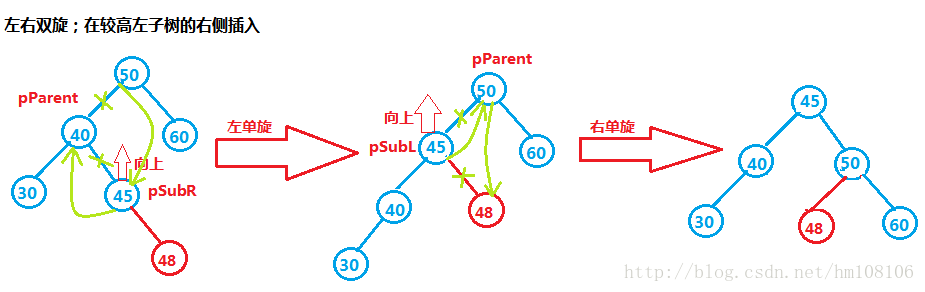 左右双旋；在较高左子树的右侧插入
50
pParent
40
60
向上
30
45
pSubR
48
左单旋
pParent
50
向上
pSubL
45
60
40
48
30
右单旋
45
40
50
30
48
60
http://blog.csdn.net/hm108106